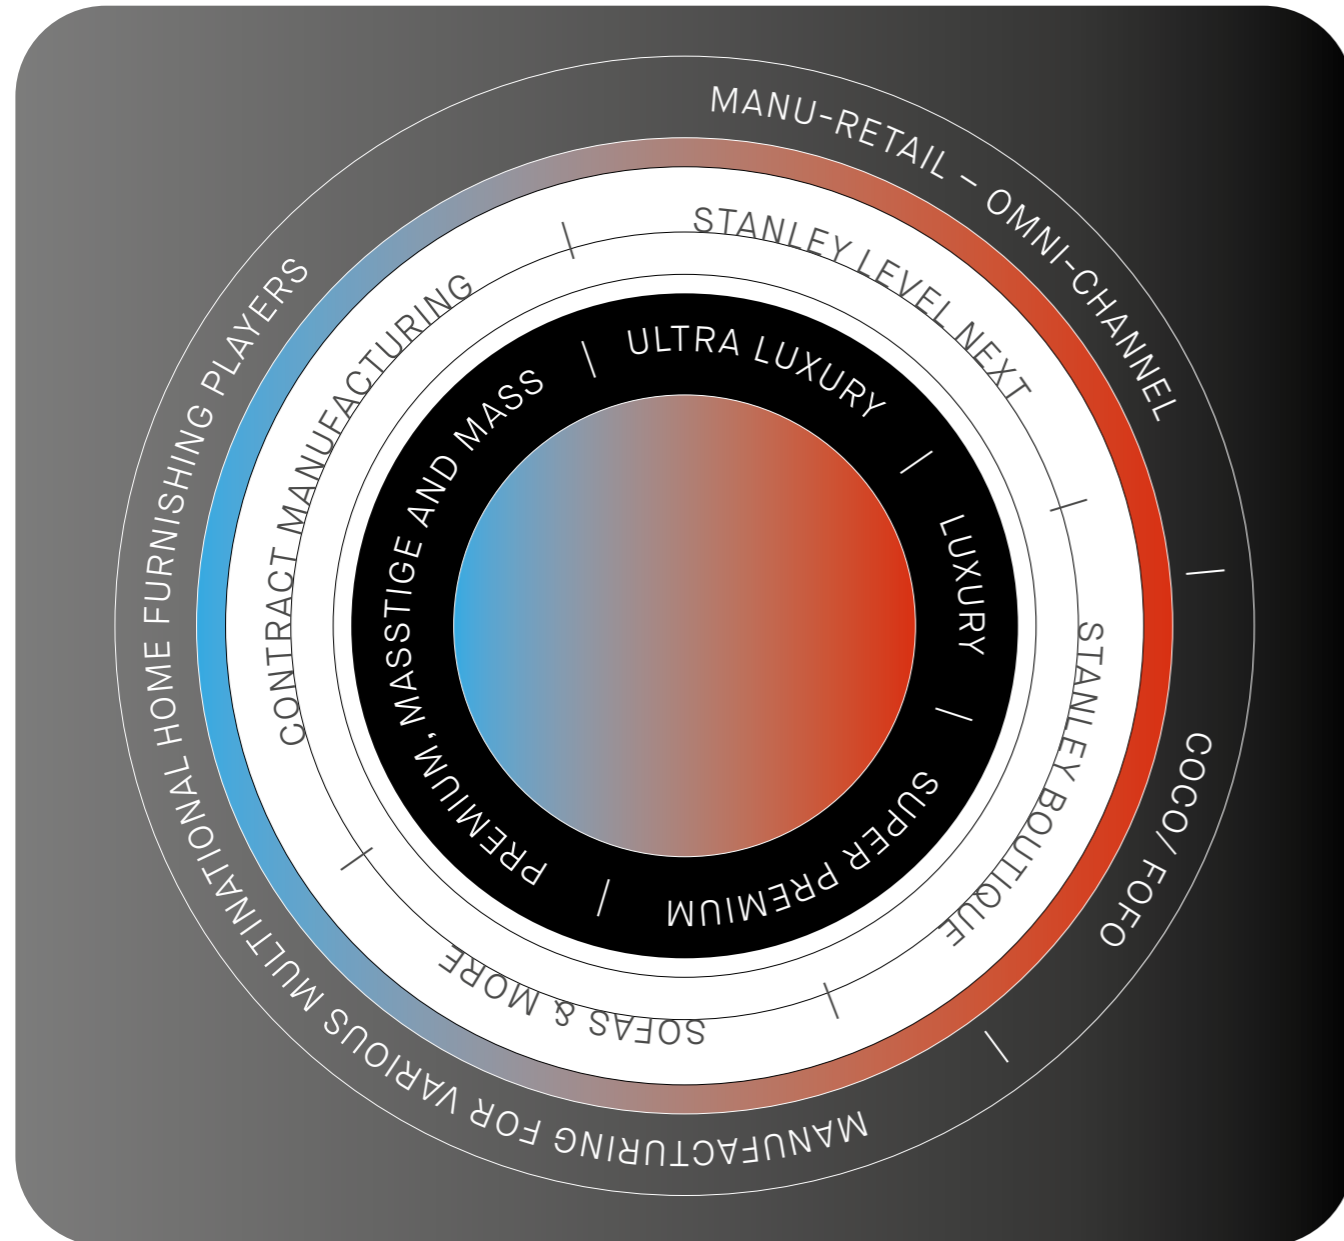 MANU-RETAIL – OMNI-CHANNEL
|
COCO/ FOFO
|
MANUFACTURING FOR VARIOUS MULTINATIONAL HOME FURNISHING PLAYERS
STANLEY LEVEL NEXT
|
STANLEY BOUTIQUE
|
SOFAS & MORE
|
CONTRACT MANUFACTURING
|
ULTRA LUXURY
|
LUXURY
|
SUPER PREMIUM
|
PREMIUM, MASSTIGE AND MASS
|